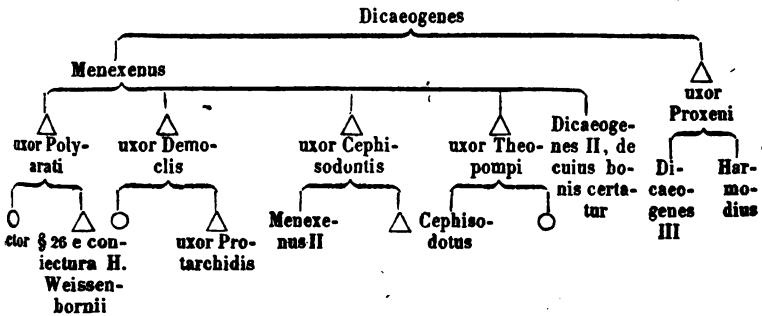 Dicaeogenes
Menexenus
uxor Proxeni
uxor Poly-
arati
uxor Demo-
clis
uxor Cephi-
sodontis
uxor Theo-
pompi
Dicaeoge-
nes II, de
cuius bo-
nis certa-
tur
Di-
caeo-
genes
III
Har-
mo-
dius
ctor
§ 26 e con-
iectura H.
Weissen-
bornii
uxor Pro-
tarchidis
Menexe-
nus II
Cephiso-
dotus